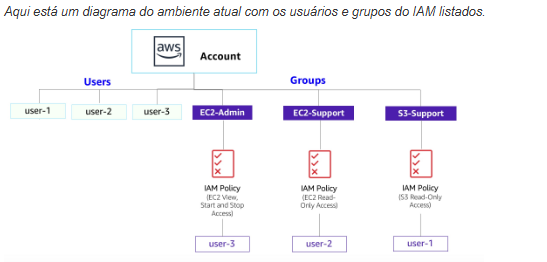 Aqui está um diagrama do ambiente atual com os usuários e grupos do IAM listados.
aws
Account
Users
Groups
user-1
user-2
user-3
EC2-Admin
EC2-Support
S3-Support
IAM Policy
(EC2 View,
Start and Stop
Access)
IAM Policy
(EC2 Read-
Only Access)
IAM Policy
(S3 Read-Only
Access)
user-3
user-2
user-1